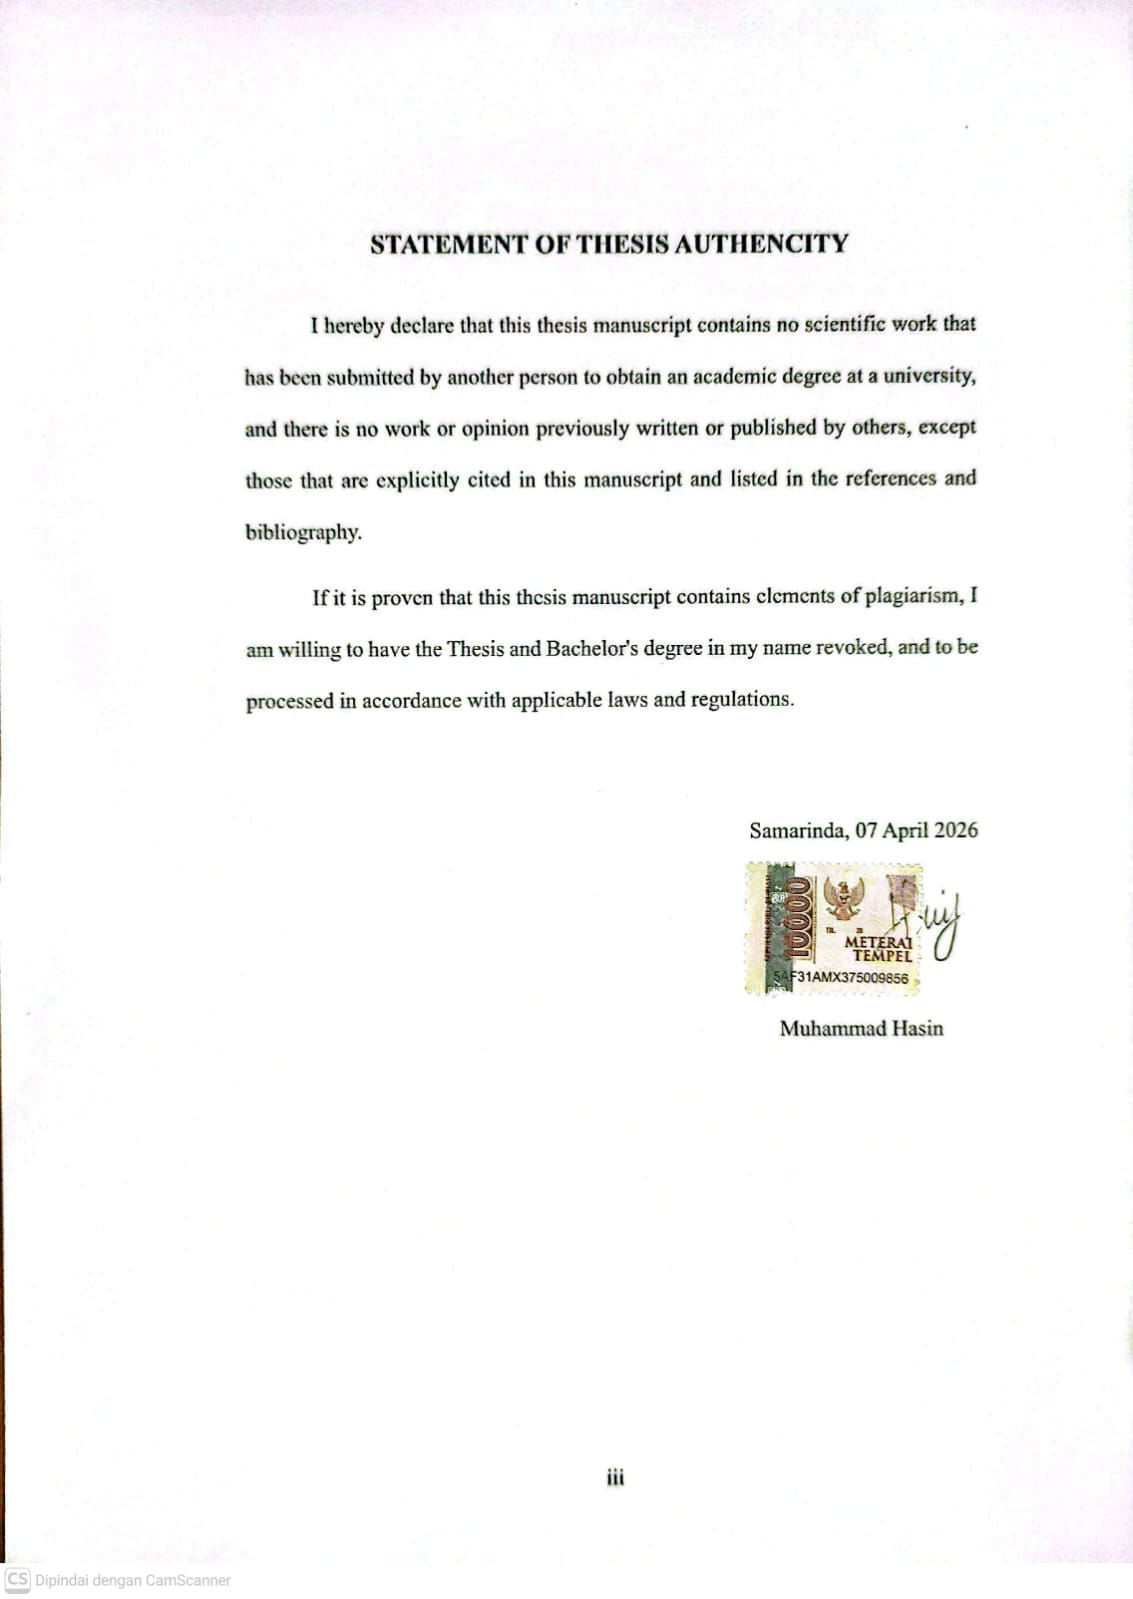 STATEMENT OF THESIS AUTHENCITY
I hereby declare that this thesis manuscript contains no scientific work that
has been submitted by another person to obtain an academic degree at a university,
and there is no work or opinion previously written or published by others, except
those that are explicitly cited in this manuscript and listed in the references and
bibliography.
If it is proven that this thesis manuscript contains elements of plagiarism, I
am willing to have the Thesis and Bachelor's degree in my name revoked, and to be
processed in accordance with applicable laws and regulations.
Samarinda, 07 April 2026
10000
METERAI
TEMPEL
5AF31AMX375009856
Muhammad Hasin
iii
CS Dipindai dengan CamScanner